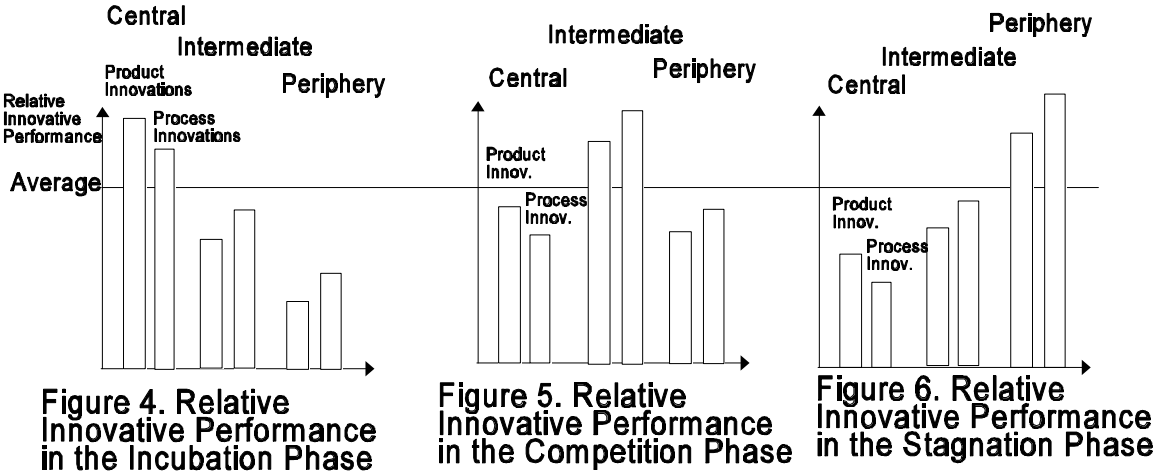 Central
Intermediate
Periphery
Product
Innovations
Relative
Innovative
Performance
Process
Innovations
Average
Figure 4. Relative
Innovative Performance
in the Incubation Phase
Intermediate
Central
Periphery
Product
Innov.
Process
Innov.
Figure 5. Relative
Innovative Performance
in the Competition Phase
Periphery
Intermediate
Central
Product
Innov.
Process
Innov.
Figure 6. Relative
Innovative Performance
in the Stagnation Phase